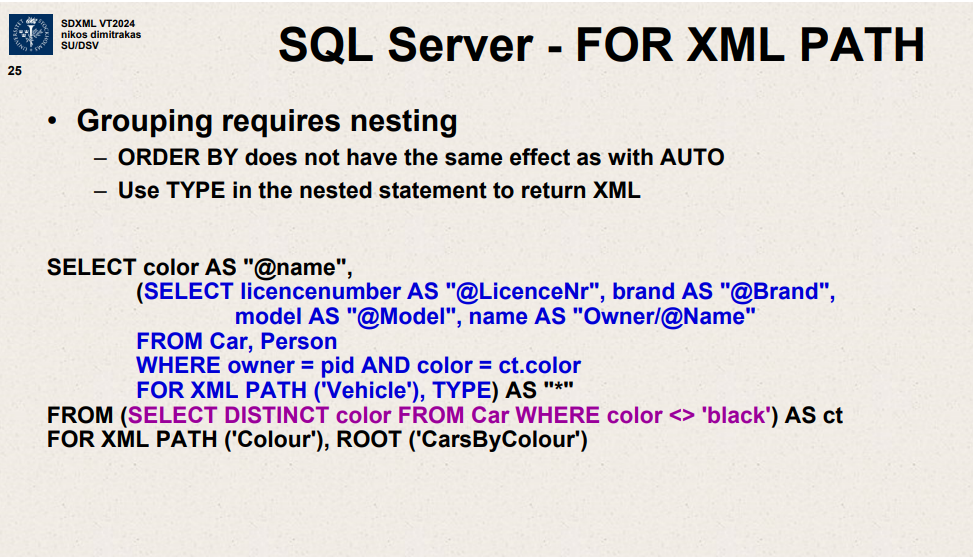 SDXML VT2024
nikos dimitrakas
SU/DSV
25
SQL Server - FOR XML PATH
• Grouping requires nesting
– ORDER BY does not have the same effect as with AUTO
– Use TYPE in the nested statement to return XML
SELECT color AS "@name",
(SELECT licencenumber AS "@LicenceNr", brand AS "@Brand",
model AS "@Model", name AS "Owner/@Name"
FROM Car, Person
WHERE owner = pid AND color = ct.color
FOR XML PATH ('Vehicle'), TYPE) AS "*"
FROM (SELECT DISTINCT color FROM Car WHERE color <> 'black') AS ct
FOR XML PATH ('Colour'), ROOT ('CarsByColour')